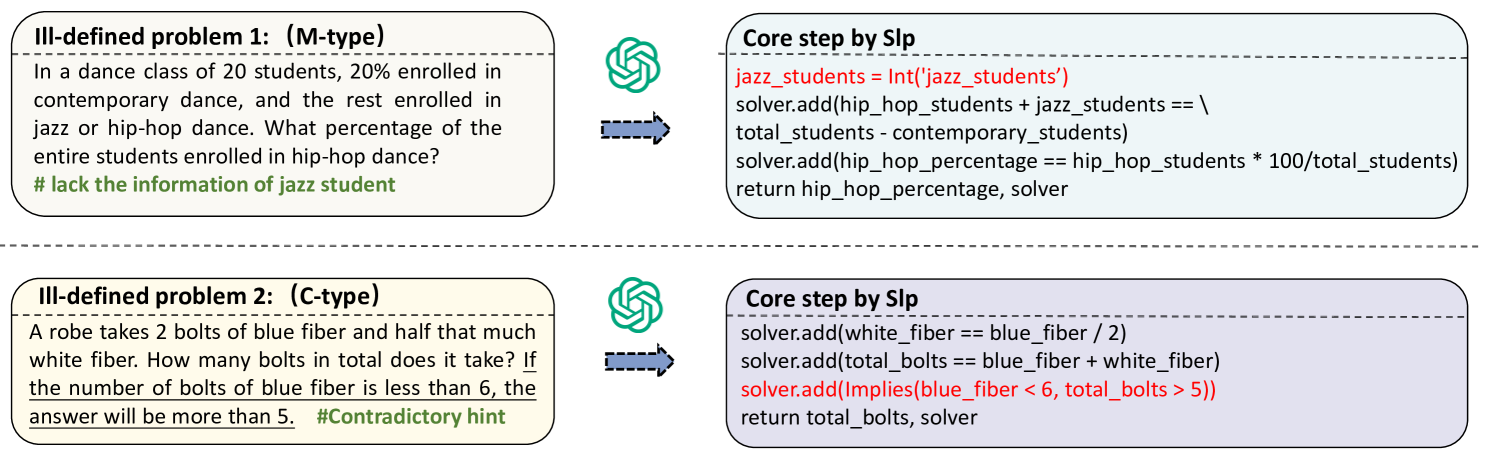 Ill-defined problem 1: （M-type）
In a dance class of 20 students, 20% enrolled in
contemporary dance, and the rest enrolled in
jazz or hip-hop dance. What percentage of the
entire students enrolled in hip-hop dance?
# lack the information of jazz student
Core step by Slp
jazz_students = Int('jazz_students’)
solver.add(hip_hop_students + jazz_students == \
total_students - contemporary_students)
solver.add(hip_hop_percentage == hip_hop_students * 100/total_students)
return hip_hop_percentage, solver
Ill-defined problem 2: （C-type）
A robe takes 2 bolts of blue fiber and half that much
white fiber. How many bolts in total does it take? If
the number of bolts of blue fiber is less than 6, the
answer will be more than 5. #Contradictory hint
Core step by Slp
solver.add(white_fiber == blue_fiber / 2)
solver.add(total_bolts == blue_fiber + white_fiber)
solver.add(Implies(blue_fiber < 6, total_bolts > 5))
return total_bolts, solver